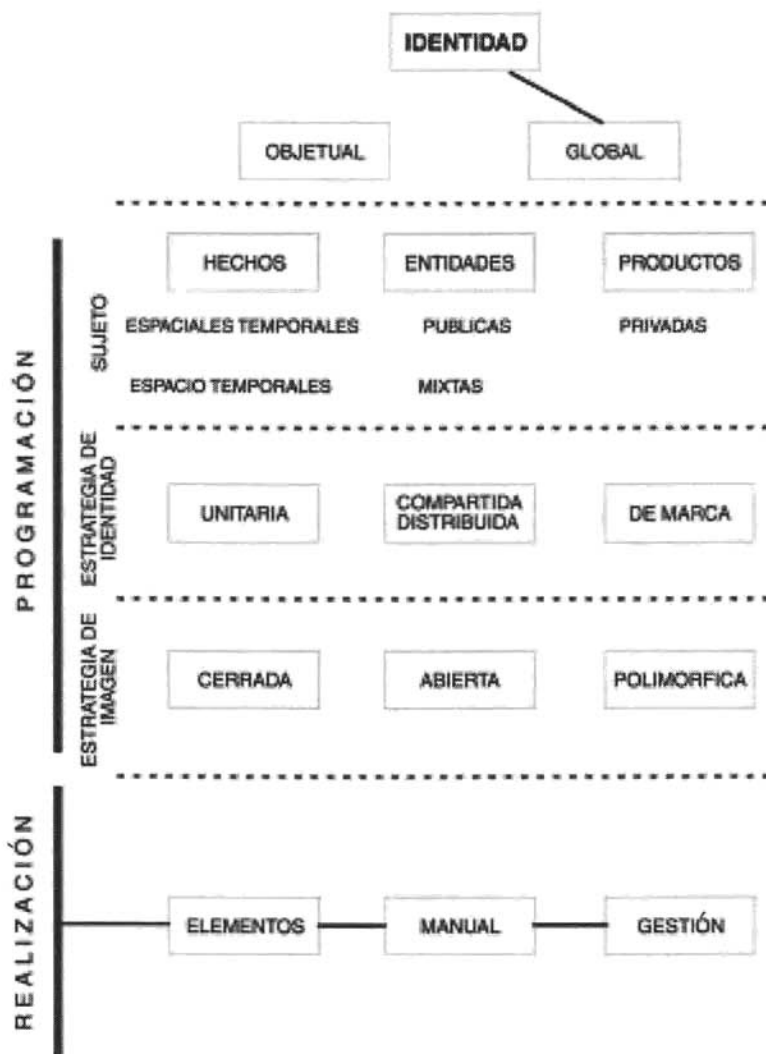 IDENTIDAD
OBJETUAL
GLOBAL
PROGRAMACIÓN
SUJETO
HECHOS
ENTIDADES
PRODUCTOS
ESPACIALES TEMPORALES
PUBLICAS
PRIVADAS
ESPACIO TEMPORALES
MIXTAS
ESTRATEGIA DE
IDENTIDAD
UNITARIA
COMPARTIDA
DISTRIBUIDA
DE MARCA
ESTRATEGIA DE
IMAGEN
CERRADA
ABIERTA
POLIMORFICA
REALIZACIÓN
ELEMENTOS
MANUAL
GESTIÓN